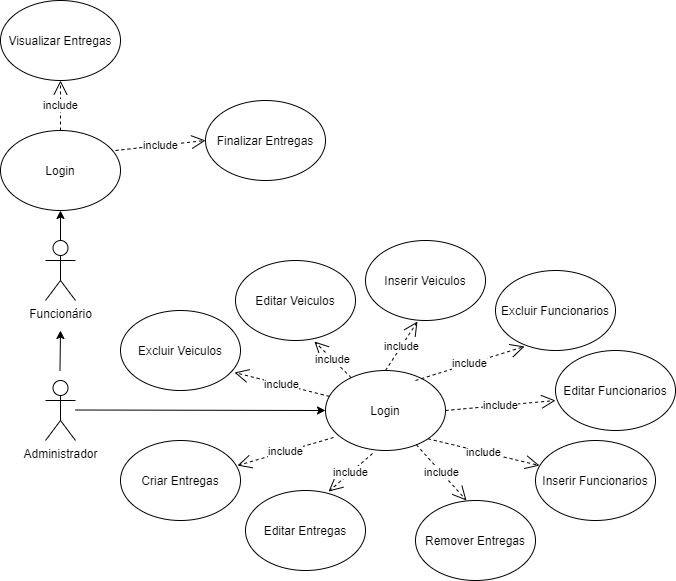 Visualizar Entregas
include
Finalizar Entregas
include
Login
Funcionário
Inserir Veiculos
Editar Veiculos
Excluir Funcionarios
Excluir Veiculos
include
include
include
include
Editar Funcionarios
Administrador
Login
include
include
include
include
include
Criar Entregas
Inserir Funcionarios
Editar Entregas
Remover Entregas